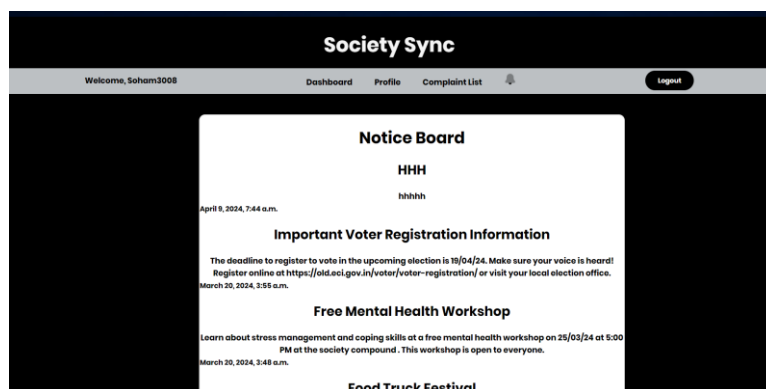 Society Sync
Welcome, Soham3008
Dashboard
Profile
Complaint List
Logout
Notice Board
HHH
hhhhh
April 9, 2024, 7:44 a.m.
Important Voter Registration Information
The deadline to register to vote in the upcoming election is 19/04/24. Make sure your voice is heard!
Register online at https://old.eci.gov.in/voter/voter-registration/ or visit your local election office.
March 20, 2024, 3:55 a.m.
Free Mental Health Workshop
Learn about stress management and coping skills at a free mental health workshop on 25/03/24 at 5:00
PM at the society compound . This workshop is open to everyone.
March 20, 2024, 3:48 a.m.
Food Truck Festival